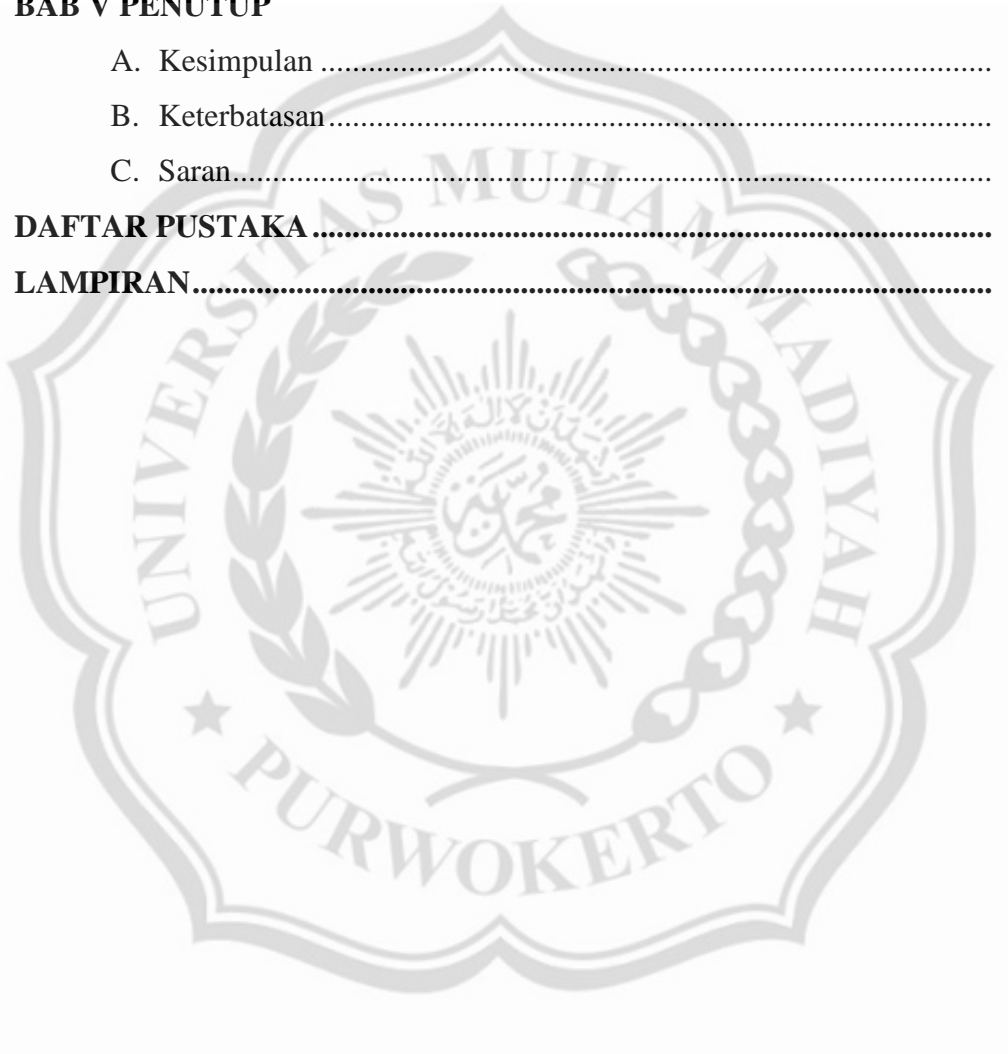 BAB V PENUTUP
A. Kesimpulan ....................................................................................
B. Keterbatasan...................................................................................
C. Saran...............................................................................................
DAFTAR PUSTAKA .....................................................................................
LAMPIRAN....................................................................................................
UNIVERSITAS MUHAMMADIYAH
PURWOKERTO